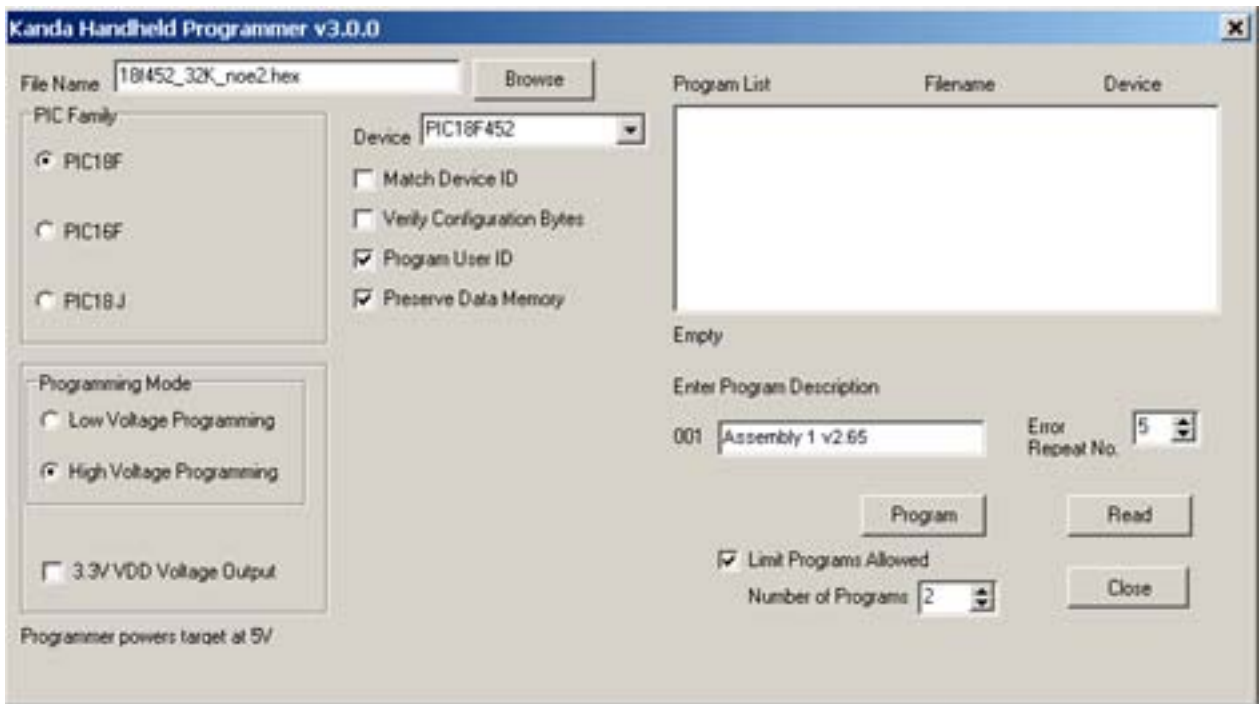 Kanda Handheld Programmer v3.0.0
File Name 18f452_32K_noe2.hex Browse
PIC Family
PIC18F
PIC16F
PIC18J
Device PIC18F452
Match Device ID
Verify Configuration Bytes
Program User ID
Preserve Data Memory
Programming Mode
Low Voltage Programming
High Voltage Programming
3.3V VDD Voltage Output
Programmer powers target at 5V
Program List Filename Device
Empty
Enter Program Description
001 Assembly 1 v2.65
Error
Repeat No. 5
Program Read
Limit Programs Allowed
Number of Programs 2
Close